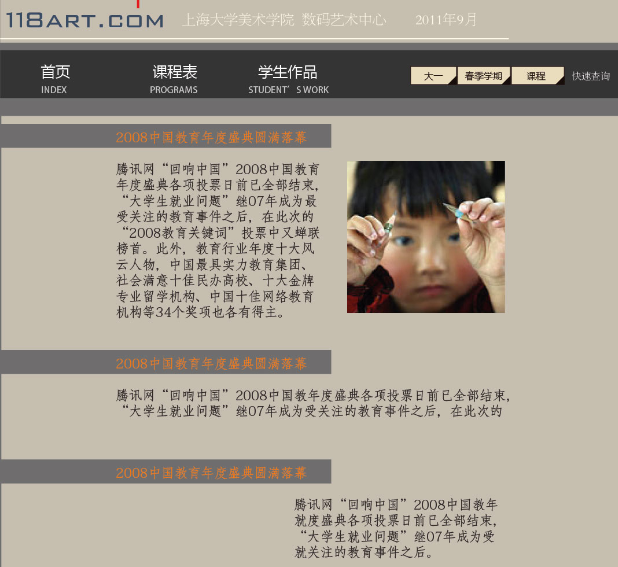 118ART.COM 上海大学美术学院 数码艺术中心 2011年9月
首页 课程表 学生作品 大一 春季学期 课程 快速查询
INDEX PROGRAMS STUDENT'S WORK
2008中国教育年度盛典圆满落幕
腾讯网“回响中国”2008中国教育
年度盛典各项投票日前已全部结束，
“大学生就业问题”继07年成为最
受关注的教育事件之后，在此次的
“2008教育关键词”投票中又蝉联
榜首。此外，教育行业年度十大风
云人物，中国最具实力教育集团、
社会满意十佳民办高校、十大金牌
专业留学机构、中国十佳网络教育
机构等34个奖项也各有得主。
2008中国教育年度盛典圆满落幕
腾讯网“回响中国”2008中国教年度盛典各项投票日前已全部结束，
“大学生就业问题”继07年成为受关注的教育事件之后，在此次的
2008中国教育年度盛典圆满落幕
腾讯网“回响中国”2008中国教年
就度盛典各项投票日前已全部结束，
“大学生就业问题”继07年成为受
就关注的教育事件之后。